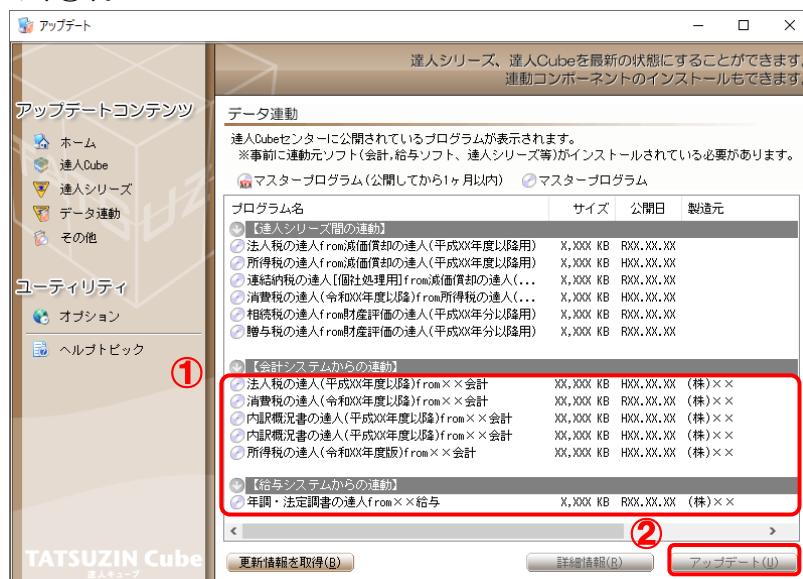 アップデート
達人シリーズ、達人Cubeを最新の状態にすることができます。
連動コンポーネントのインストールもできます。
アップデートコンテンツ
ホーム
達人Cube
達人シリーズ
データ連動
その他
ユーティリティ
オプション
ヘルプトピック
①
データ連動
達人Cubeセンターに公開されているプログラムが表示されます。
※事前に連動元ソフト(会計,給与ソフト、達人シリーズ等)がインストールされている必要があります。
マスタープログラム(公開してから1ヶ月以内) マスタープログラム
プログラム名 サイズ 公開日 製造元
【達人シリーズ間の連動】
法人税の達人from減価償却の達人(平成XX年度以降用) X,XXX KB RXX.XX.XX
所得税の達人from減価償却の達人(平成XX年度以降用) X,XXX KB RXX.XX.XX
連結納税の達人[個社処理用]from減価償却の達人(... X,XXX KB RXX.XX.XX
消費税の達人(令和XX年度以降)from所得税の達人(... X,XXX KB RXX.XX.XX
相続税の達人from財産評価の達人(平成XX年分以降用) X,XXX KB RXX.XX.XX
贈与税の達人from財産評価の達人(平成XX年分以降用) X,XXX KB RXX.XX.XX
【会計システムからの連動】
法人税の達人(平成XX年度以降)from××会計 XX,XXX KB HXX.XX.XX (株)××
消費税の達人(令和XX年度以降)from××会計 XX,XXX KB HXX.XX.XX (株)××
内訳概況書の達人(平成XX年度以降)from××会計 XX,XXX KB HXX.XX.XX (株)××
内訳概況書の達人(平成XX年度以降)from××会計 XX,XXX KB HXX.XX.XX (株)××
所得税の達人(令和XX年度版)from××会計 XX,XXX KB HXX.XX.XX (株)××
【給与システムからの連動】
年調・法定調書の達人from××給与 X,XXX KB RXX.XX.XX (株)××
②
更新情報を取得(B) 詳細情報(R) アップデート(U)
TATSUZIN Cube
達人キューブ